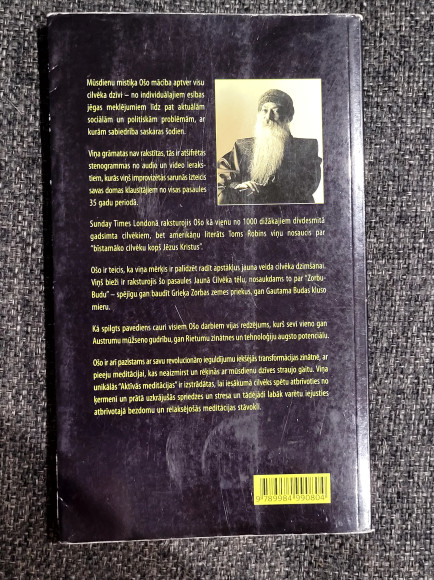 Mūsdienu mistiķa Ošo mācība aptver visu
cilvēka dzīvi – no individuālajiem esības
jēgas meklējumiem līdz pat aktuālām
sociālām un politiskām problēmām, ar
kurām sabiedrība saskaras šodien.
Viņa grāmatas nav rakstītas, tās ir atšifrētas
stenogrammas no audio un video ierak-
stiem, kurās viņš improvizētās sarunās izteicis
savas domas klausītājiem no visas pasaules
35 gadu periodā.
Sunday Times Londonā raksturojis Ošo kā vienu no 1000 dižākajiem divdesmitā
gadsimta cilvēkiem, bet amerikāņu literāts Toms Robins viņu nosaucis par
"bīstamāko cilvēku kopš Jēzus Kristus".
Ošo ir teicis, ka viņa mērķis ir palīdzēt radīt apstākļus jauna veida cilvēka dzimšanai.
Viņš bieži ir raksturojis šo pasaules Jaunā Cilvēka tēlu, nosaukdams to par "Zorbu-
Budu" – spējīgu gan baudīt Grieķa Zorbas zemes priekus, gan Gautama Budas kluso
mieru.
Kā spilgts pavediens cauri visiem Ošo darbiem vijas redzējums, kurš sevī vieno gan
Austrumu mūžseno gudrību, gan Rietumu zinātnes un tehnoloģiju augsto potenciālu.
Ošo ir arī pazīstams ar savu revolucionāro ieguldījumu iekšējās transformācijas zinātnē, ar
pieeju meditācijai, kas neaizmirst un rēķinās ar mūsdienu dzīves straujo gaitu. Viņa
unikālās "Aktīvās meditācijas" ir izstrādātas, lai iesākumā cilvēks spētu atbrīvoties no
ķermenī un prātā uzkrājušās spriedzes un stresa un tādējādi labāk varētu iejusties
atbrīvotajā bezdomu un relaksējošās meditācijas stāvoklī.
9 789984 990804